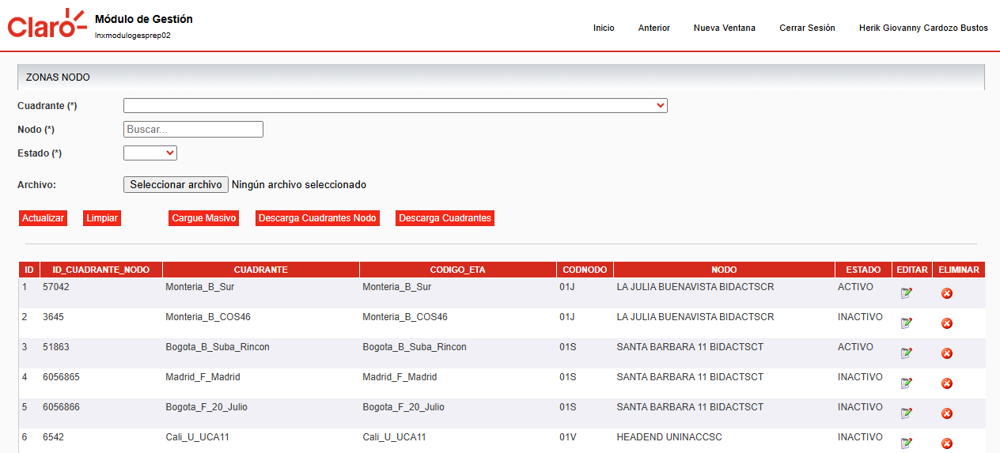 Claro
Módulo de Gestión
lnxmodulogesprep02
Inicio Anterior Nueva Ventana Cerrar Sesión Herik Giovanny Cardozo Bustos
ZONAS NODO
Cuadrante (*)
Nodo (*) Buscar...
Estado (*)
Archivo: Seleccionar archivo Ningún archivo seleccionado
Actualizar Limpiar Cargue Masivo Descarga Cuadrantes Nodo Descarga Cuadrantes
ID ID_CUADRANTE_NODO CUADRANTE CODIGO_ETA CODNODO NODO ESTADO EDITAR ELIMINAR
1 57042 Monteria_B_Sur Monteria_B_Sur 01J LA JULIA BUENAVISTA BIDACTSCR ACTIVO
2 3645 Monteria_B_COS46 Monteria_B_COS46 01J LA JULIA BUENAVISTA BIDACTSCR INACTIVO
3 51863 Bogota_B_Suba_Rincon Bogota_B_Suba_Rincon 01S SANTA BARBARA 11 BIDACTSCT ACTIVO
4 6056865 Madrid_F_Madrid Madrid_F_Madrid 01S SANTA BARBARA 11 BIDACTSCT INACTIVO
5 6056866 Bogota_F_20_Julio Bogota_F_20_Julio 01S SANTA BARBARA 11 BIDACTSCT INACTIVO
6 6542 Cali_U_UCA11 Cali_U_UCA11 01V HEADEND UNINACCSC INACTIVO